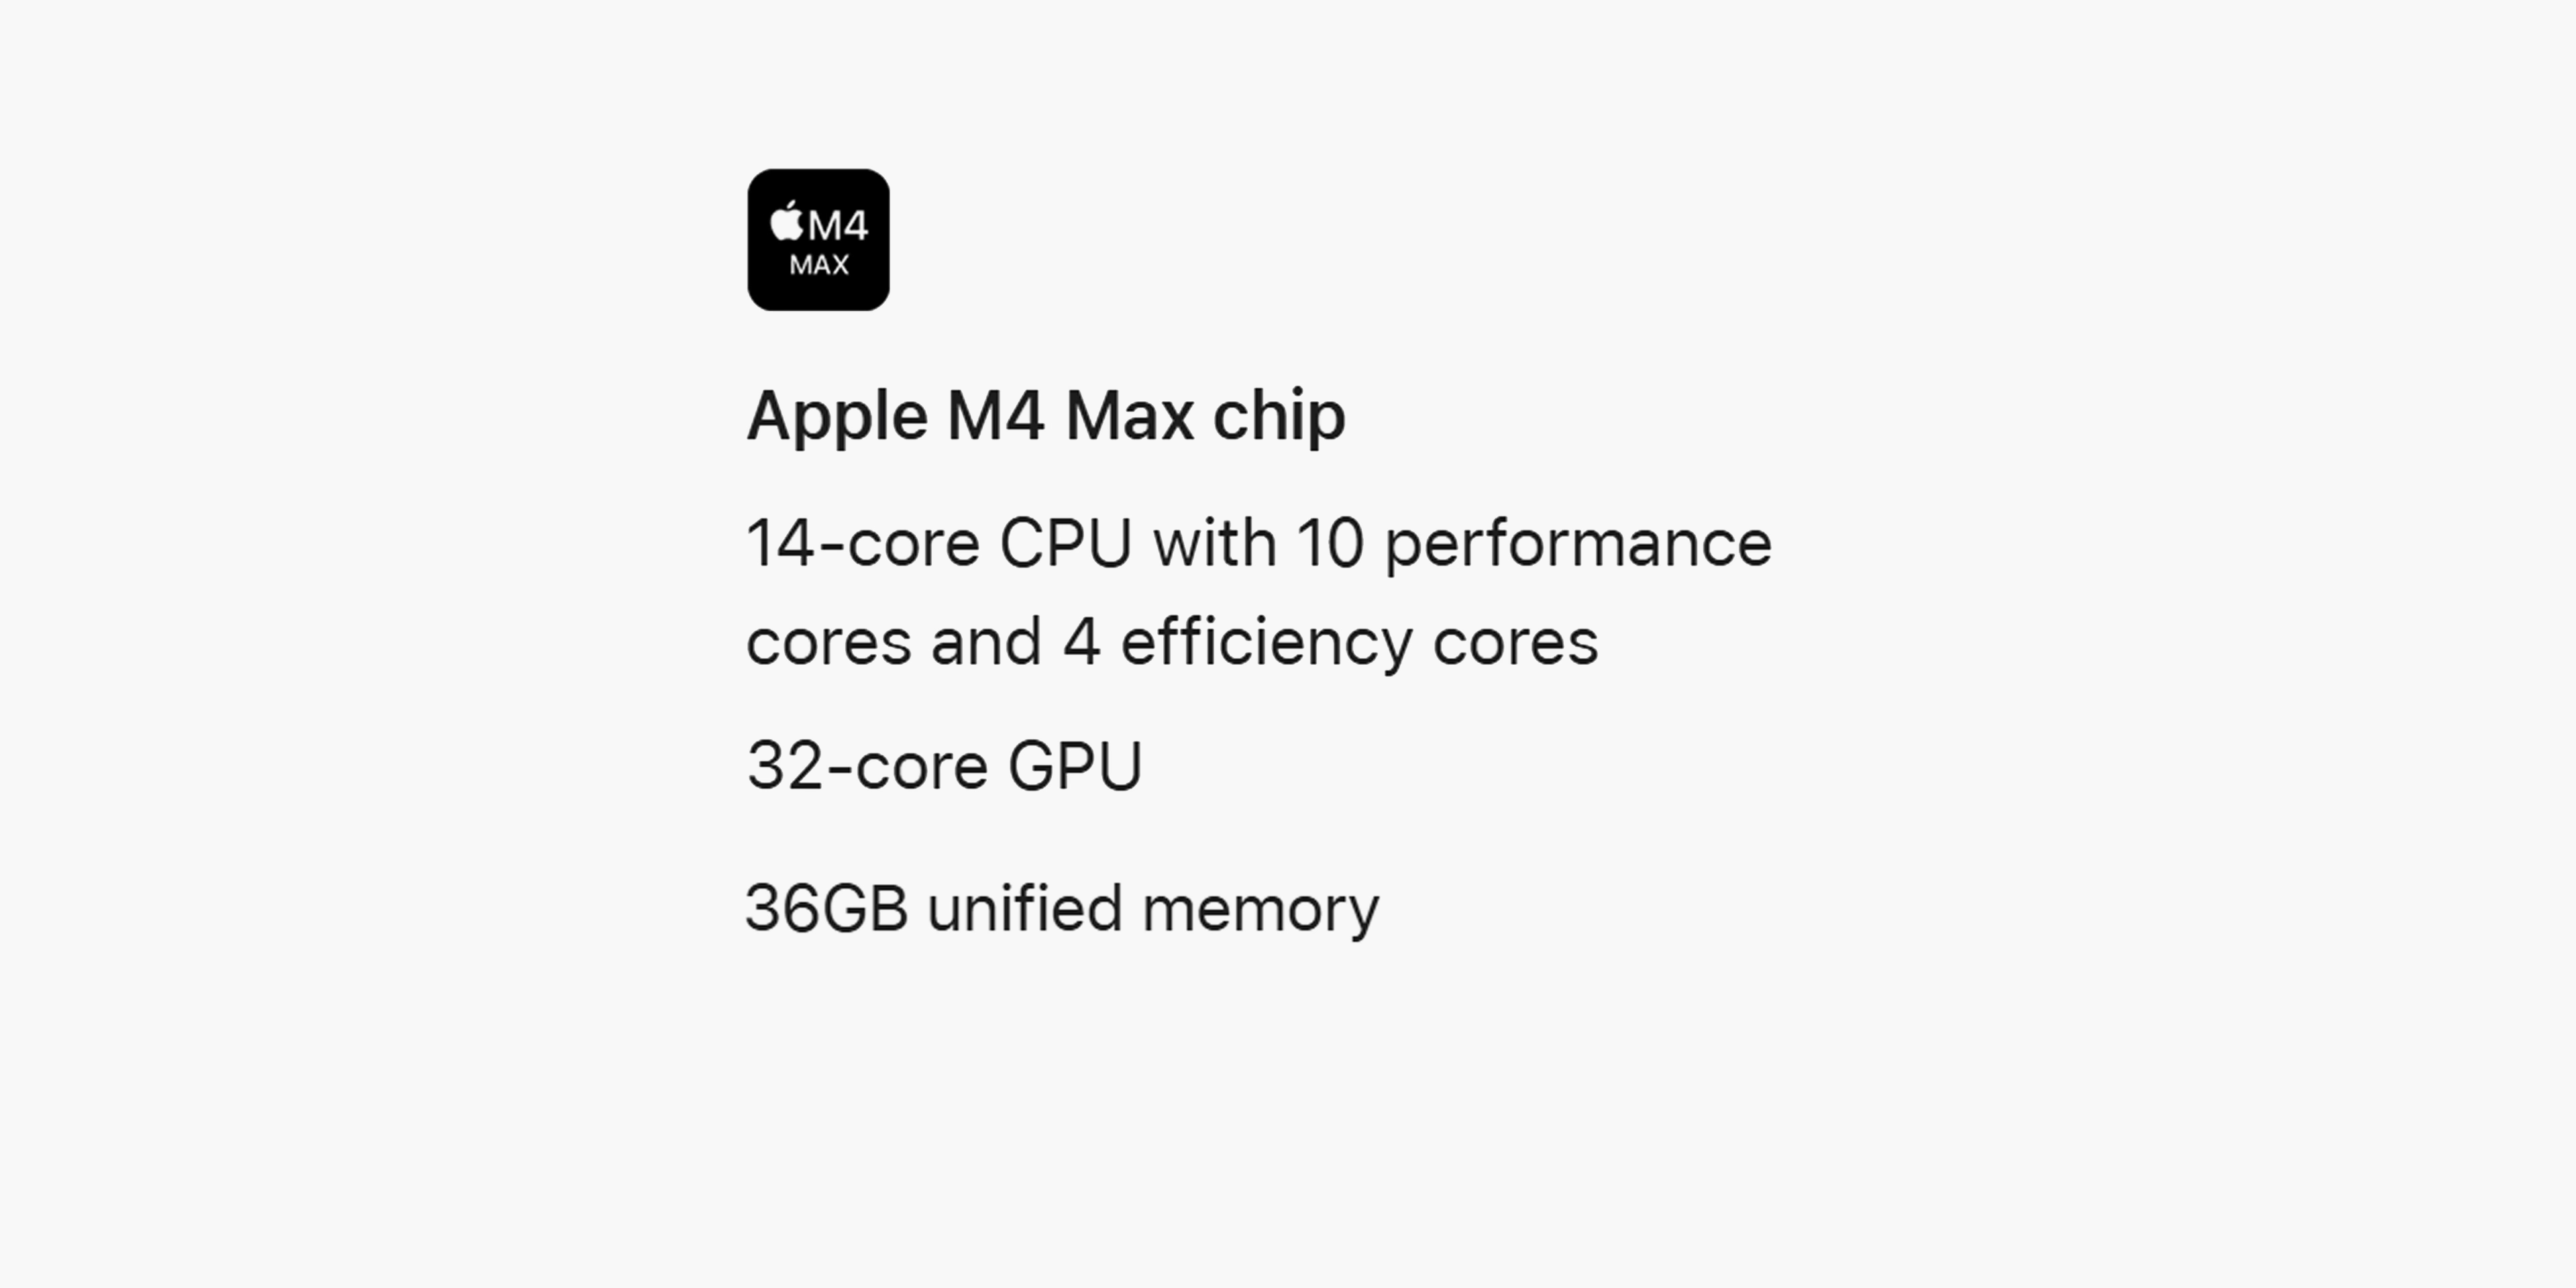 M4
MAX
Apple M4 Max chip
14-core CPU with 10 performance
cores and 4 efficiency cores
32-core GPU
36GB unified memory